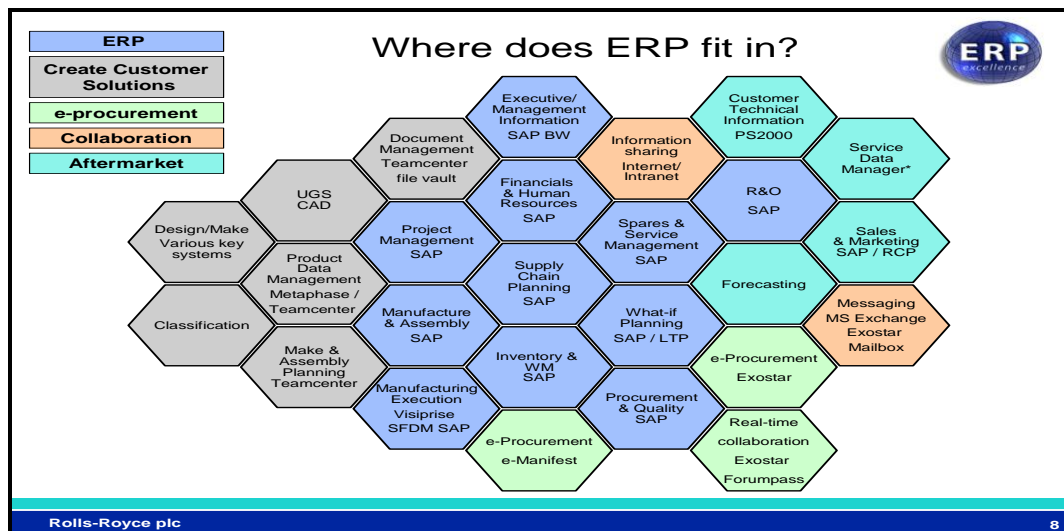 Where does ERP fit in?
ERP
excellence
ERP
Create Customer
Solutions
e-procurement
Collaboration
Aftermarket
Design/Make
Various key
systems
Classification
UGS
CAD
Product
Data
Management
Metaphase /
Teamcenter
Make &
Assembly
Planning
Teamcenter
Document
Management
Teamcenter
file vault
Project
Management
SAP
Manufacture
& Assembly
SAP
Manufacturing
Execution
Visiprise
SFDM SAP
Executive/
Management
Information
SAP BW
Financials
& Human
Resources
SAP
Supply
Chain
Planning
SAP
Inventory &
WM
SAP
e-Procurement
e-Manifest
Information
sharing
Internet/
Intranet
Spares &
Service
Management
SAP
What-if
Planning
SAP / LTP
Procurement
& Quality
SAP
Customer
Technical
Information
PS2000
R&O
SAP
Forecasting
e-Procurement
Exostar
Real-time
collaboration
Exostar
Forumpass
Service
Data
Manager*
Sales
& Marketing
SAP / RCP
Messaging
MS Exchange
Exostar
Mailbox
Rolls-Royce plc
8